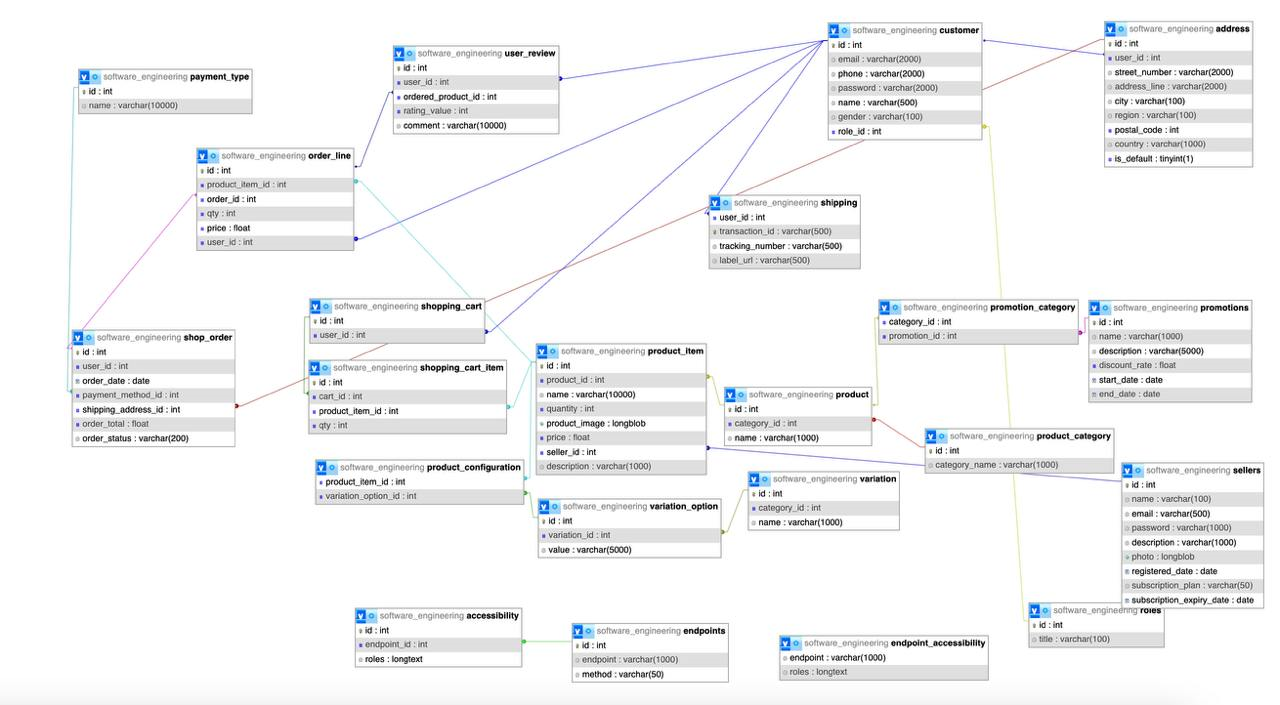 software_engineering payment_type
id : int
name : varchar(10000)
software_engineering user_review
id : int
user_id : int
ordered_product_id : int
rating_value : int
comment : varchar(10000)
software_engineering customer
id : int
email : varchar(2000)
phone : varchar(2000)
password : varchar(2000)
name : varchar(500)
gender : varchar(100)
role_id : int
software_engineering address
id : int
user_id : int
street_number : varchar(2000)
address_line : varchar(2000)
city : varchar(100)
region : varchar(100)
postal_code : int
country : varchar(1000)
is_default : tinyint(1)
software_engineering order_line
id : int
product_item_id : int
order_id : int
qty : int
price : float
user_id : int
software_engineering shipping
user_id : int
transaction_id : varchar(500)
tracking_number : varchar(500)
label_url : varchar(500)
software_engineering shop_order
id : int
user_id : int
order_date : date
payment_method_id : int
shipping_address_id : int
order_total : float
order_status : varchar(200)
software_engineering shopping_cart
id : int
user_id : int
software_engineering shopping_cart_item
id : int
cart_id : int
product_item_id : int
qty : int
software_engineering product_item
id : int
product_id : int
name : varchar(10000)
quantity : int
product_image : longblob
price : float
seller_id : int
description : varchar(1000)
software_engineering promotion_category
category_id : int
promotion_id : int
software_engineering promotions
id : int
name : varchar(1000)
description : varchar(5000)
discount_rate : float
start_date : date
end_date : date
software_engineering product
id : int
category_id : int
name : varchar(1000)
software_engineering product_category
id : int
category_name : varchar(1000)
software_engineering product_configuration
product_item_id : int
variation_option_id : int
software_engineering variation_option
id : int
variation_id : int
value : varchar(5000)
software_engineering variation
id : int
category_id : int
name : varchar(1000)
software_engineering sellers
id : int
name : varchar(100)
email : varchar(500)
password : varchar(1000)
description : varchar(1000)
photo : longblob
registered_date : date
subscription_plan : varchar(50)
subscription_expiry_date : date
software_engineering roles
id : int
title : varchar(100)
software_engineering accessibility
id : int
endpoint_id : int
roles : longtext
software_engineering endpoints
id : int
endpoint : varchar(1000)
method : varchar(50)
software_engineering endpoint_accessibility
endpoint : varchar(1000)
roles : longtext